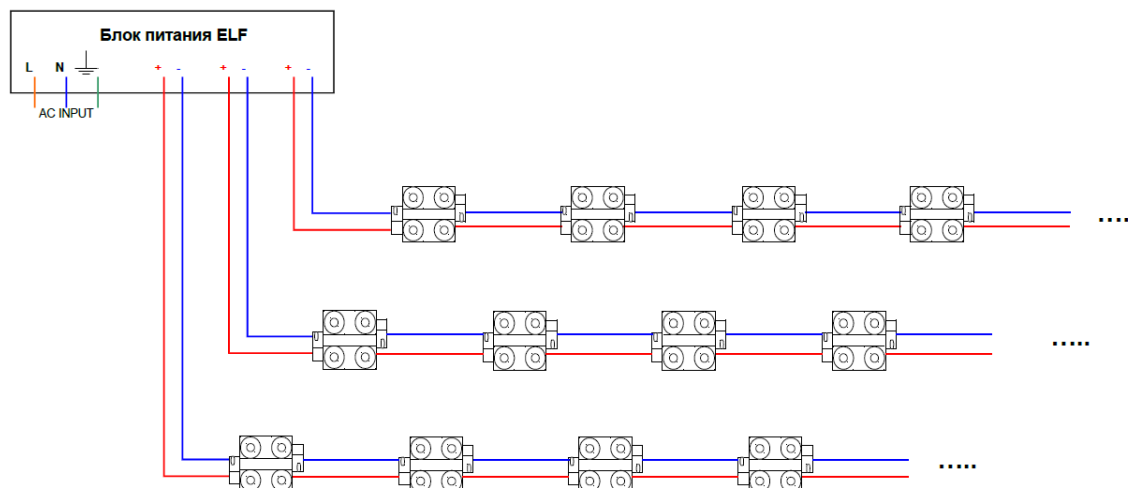 Блок питания ELF
L N + - + - + -
AC INPUT
.....
.....
.....